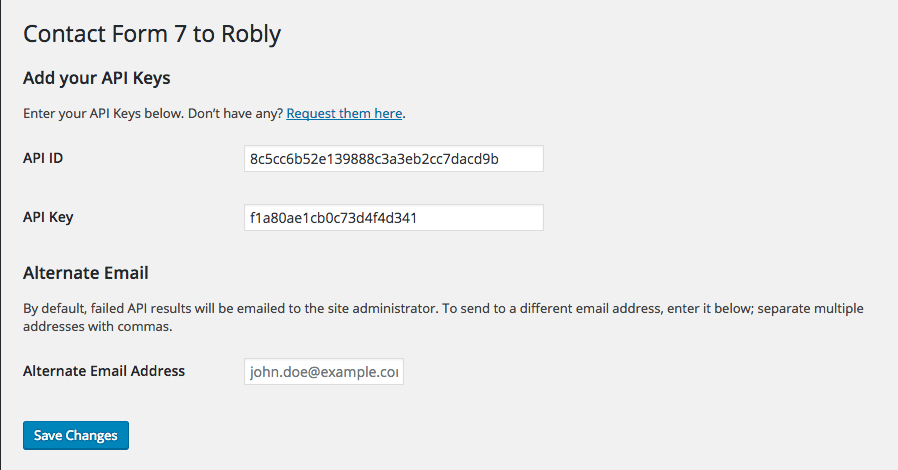 Contact Form 7 to Robly
Add your API Keys
Enter your API Keys below. Don't have any? Request them here.
API ID
8c5cc6b52e139888c3a3eb2cc7dacd9b
API Key
f1a80ae1cb0c73d4f4d341
Alternate Email
By default, failed API results will be emailed to the site administrator. To send to a different email address, enter it below; separate multiple
addresses with commas.
Alternate Email Address
john.doe@example.co
Save Changes